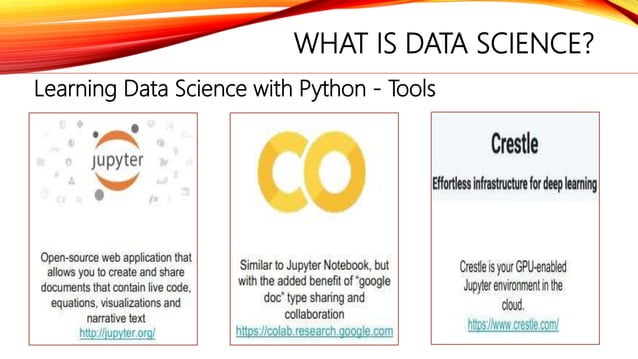 WHAT IS DATA SCIENCE?
Learning Data Science with Python - Tools
jupyter
Open-source web application that
allows you to create and share
documents that contain live code,
equations, visualizations and
narrative text
http://jupyter.org/
CO
Similar to Jupyter Notebook, but
with the added benefit of “google
doc” type sharing and
collaboration
https://colab.research.google.com
Crestle
Effortless infrastructure for deep learning
Crestle is your GPU-enabled
Jupyter environment in the
cloud.
https://www.crestle.com/